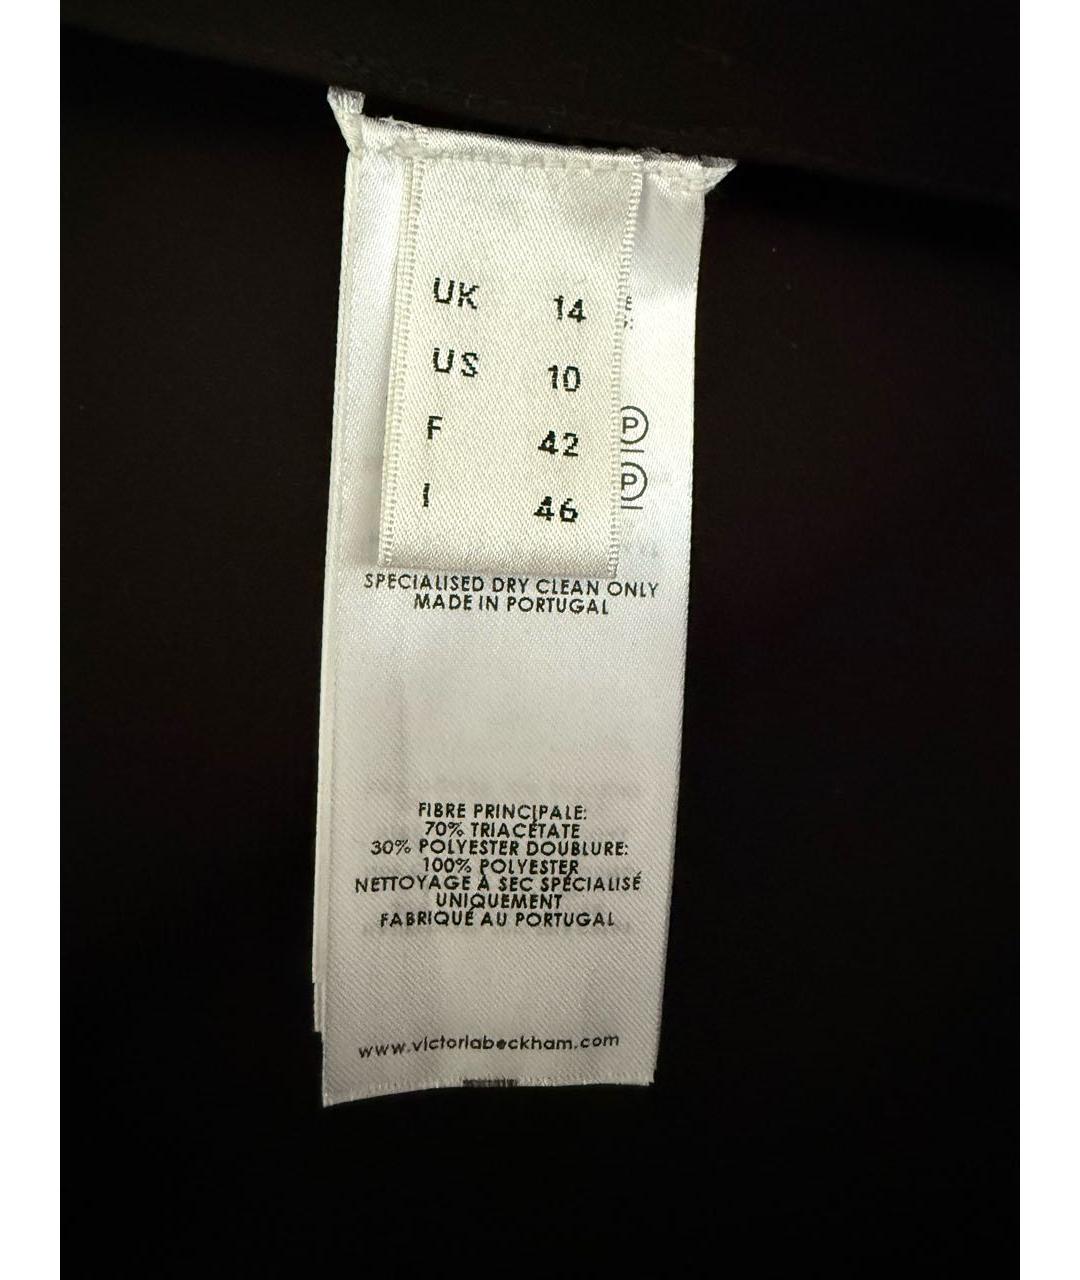 UK 14
US 10
F 42
I 46
P
P
SPECIALISED DRY CLEAN ONLY
MADE IN PORTUGAL
FIBRE PRINCIPALE:
70% TRIACÉTATE
30% POLYESTER DOUBLURE:
100% POLYESTER
NETTOYAGE À SEC SPÉCIALISÉ
UNIQUEMENT
FABRIQUÉ AU PORTUGAL
www.victoriabeckham.com